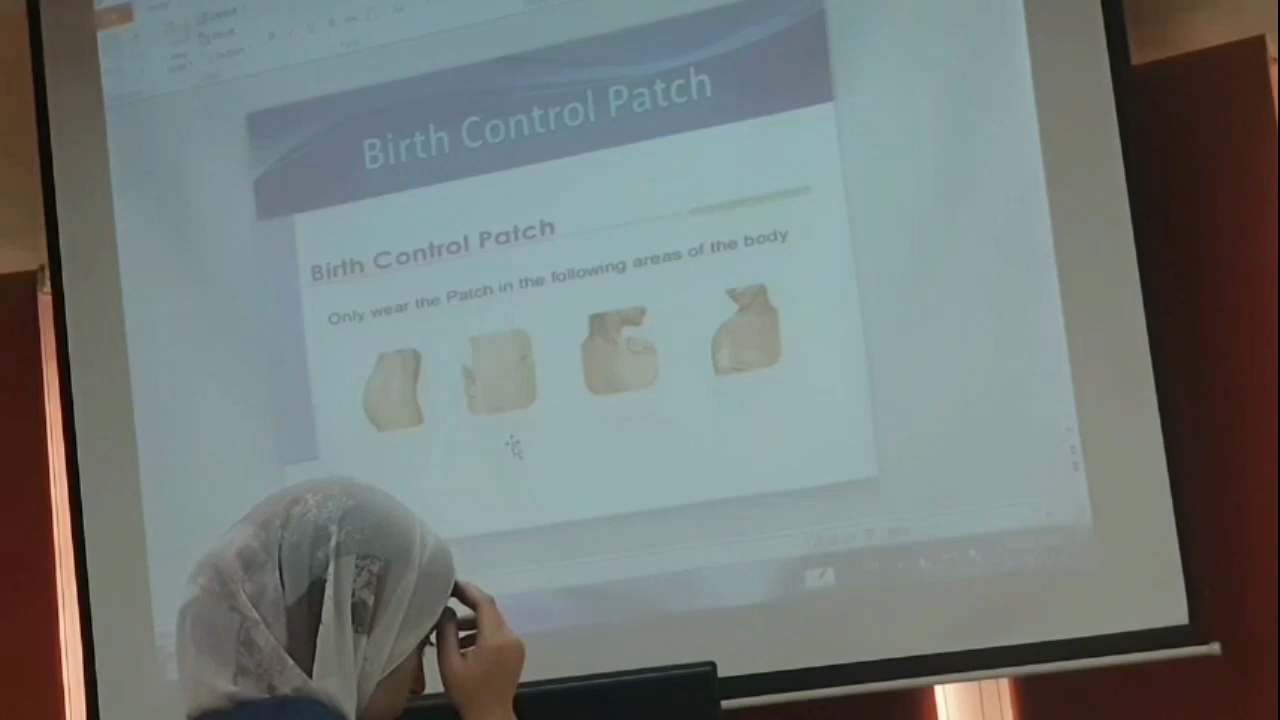 Birth Control Patch
Birth Control Patch
Only wear the Patch in the following areas of the body